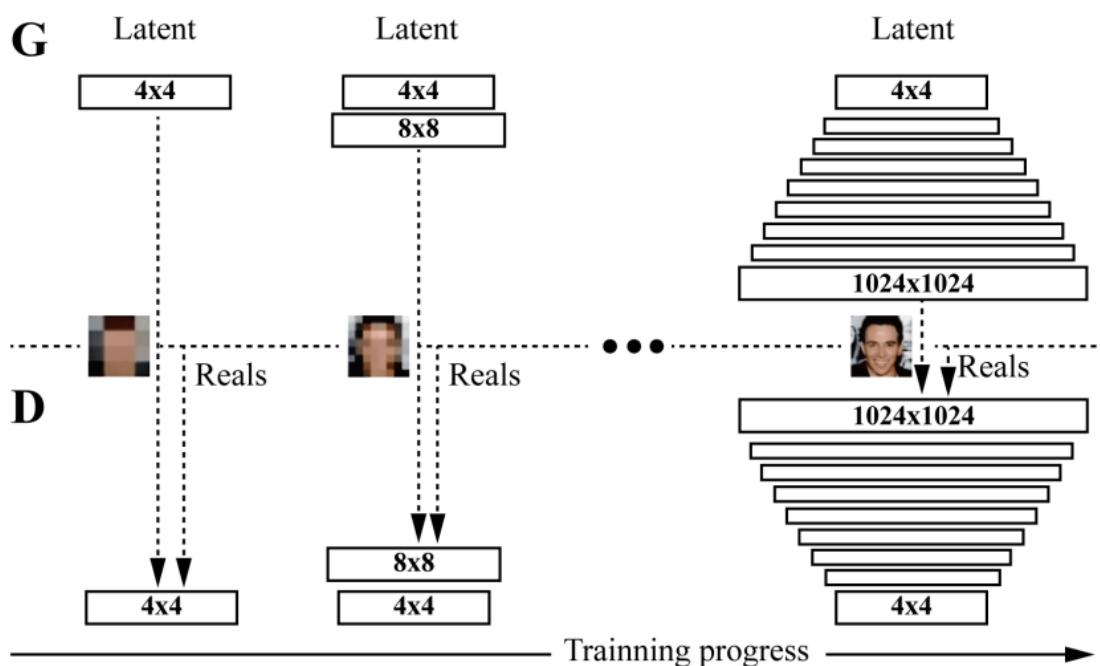 G
Latent
Latent
Latent
4x4
4x4
4x4
8x8
1024x1024
Reals
Reals
Reals
D
1024x1024
8x8
4x4
4x4
4x4
Trainning progress